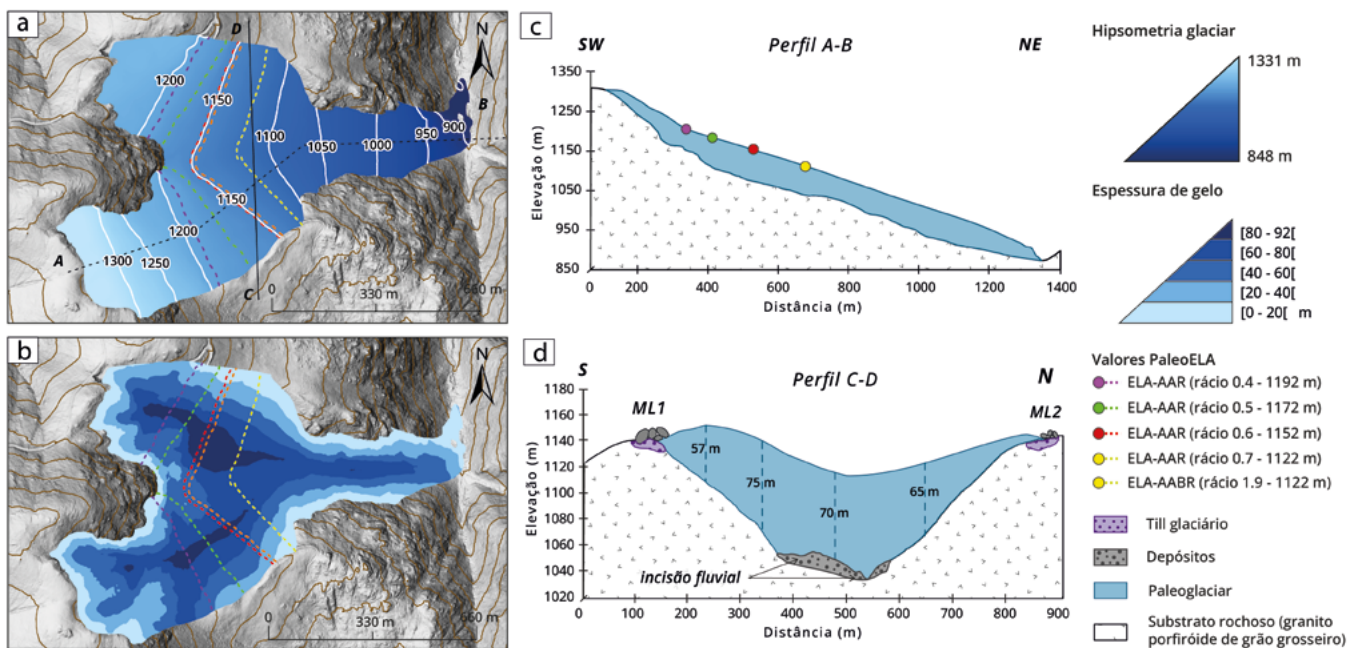 a
N
D
1200
1150
1100
1050
1000
950
900
B
1150
1200
A
1300
1250
C
0
330 m
660 m
b
N
0
330 m
660 m
c
SW
Perfil A-B
NE
Elevação (m)
1350
1250
1150
1050
950
850
0
200
400
600
800
1000
1200
1400
Distância (m)
d
S
Perfil C-D
N
ML1
ML2
Elevação (m)
1180
1160
1140
1120
1100
1080
1060
1040
1020
57 m
75 m
70 m
65 m
incisão fluvial
0
100
200
300
400
500
600
700
800
900
Distância (m)
Hipsometria glaciar
1331 m
848 m
Espessura de gelo
[80 - 92[
[60 - 80[
[40 - 60[
[20 - 40[
[0 - 20[ m
Valores PaleoELA
ELA-AAR (rácio 0.4 - 1192 m)
ELA-AAR (rácio 0.5 - 1172 m)
ELA-AAR (rácio 0.6 - 1152 m)
ELA-AAR (rácio 0.7 - 1122 m)
ELA-AABR (rácio 1.9 - 1122 m)
Till glaciário
Depósitos
Paleoglaciar
Substrato rochoso (granito
porfiróide de grão grosseiro)